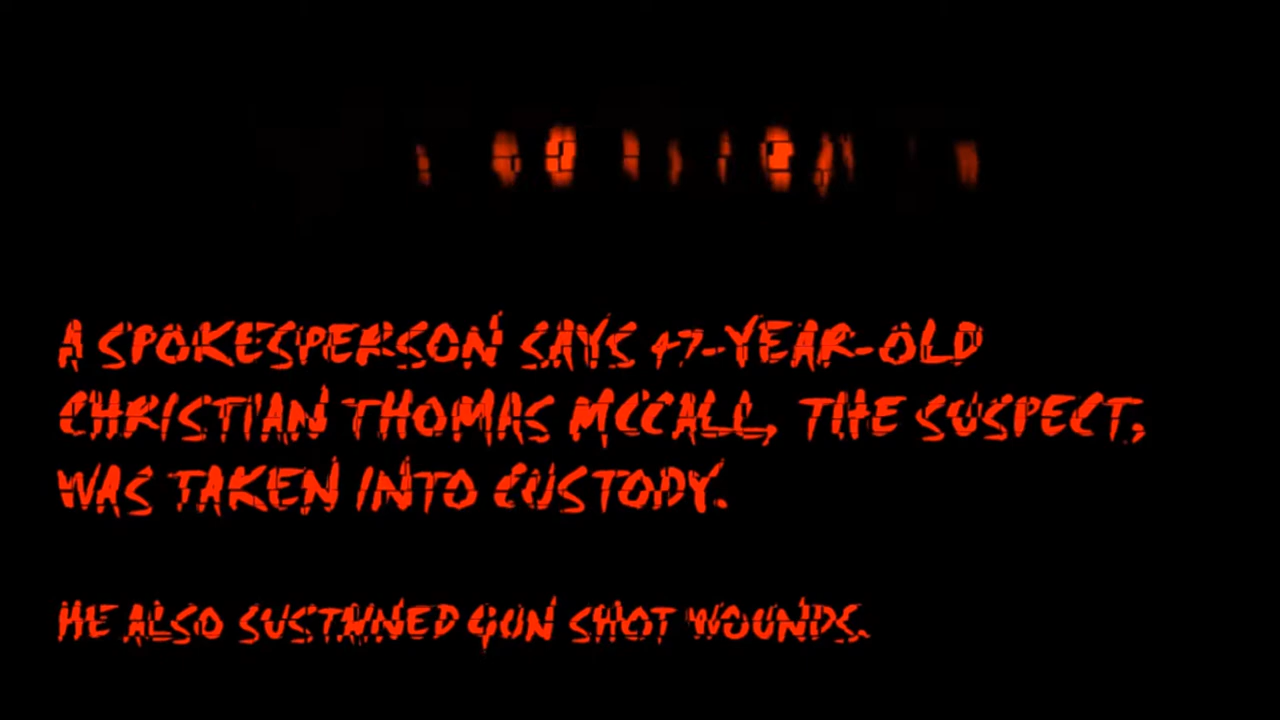 A SPOKESPERSON SAYS 47-YEAR-OLD
CHRISTIAN THOMAS MCCALL, THE SUSPECT,
WAS TAKEN INTO CUSTODY.
HE ALSO SUSTAINED GUN SHOT WOUNDS.